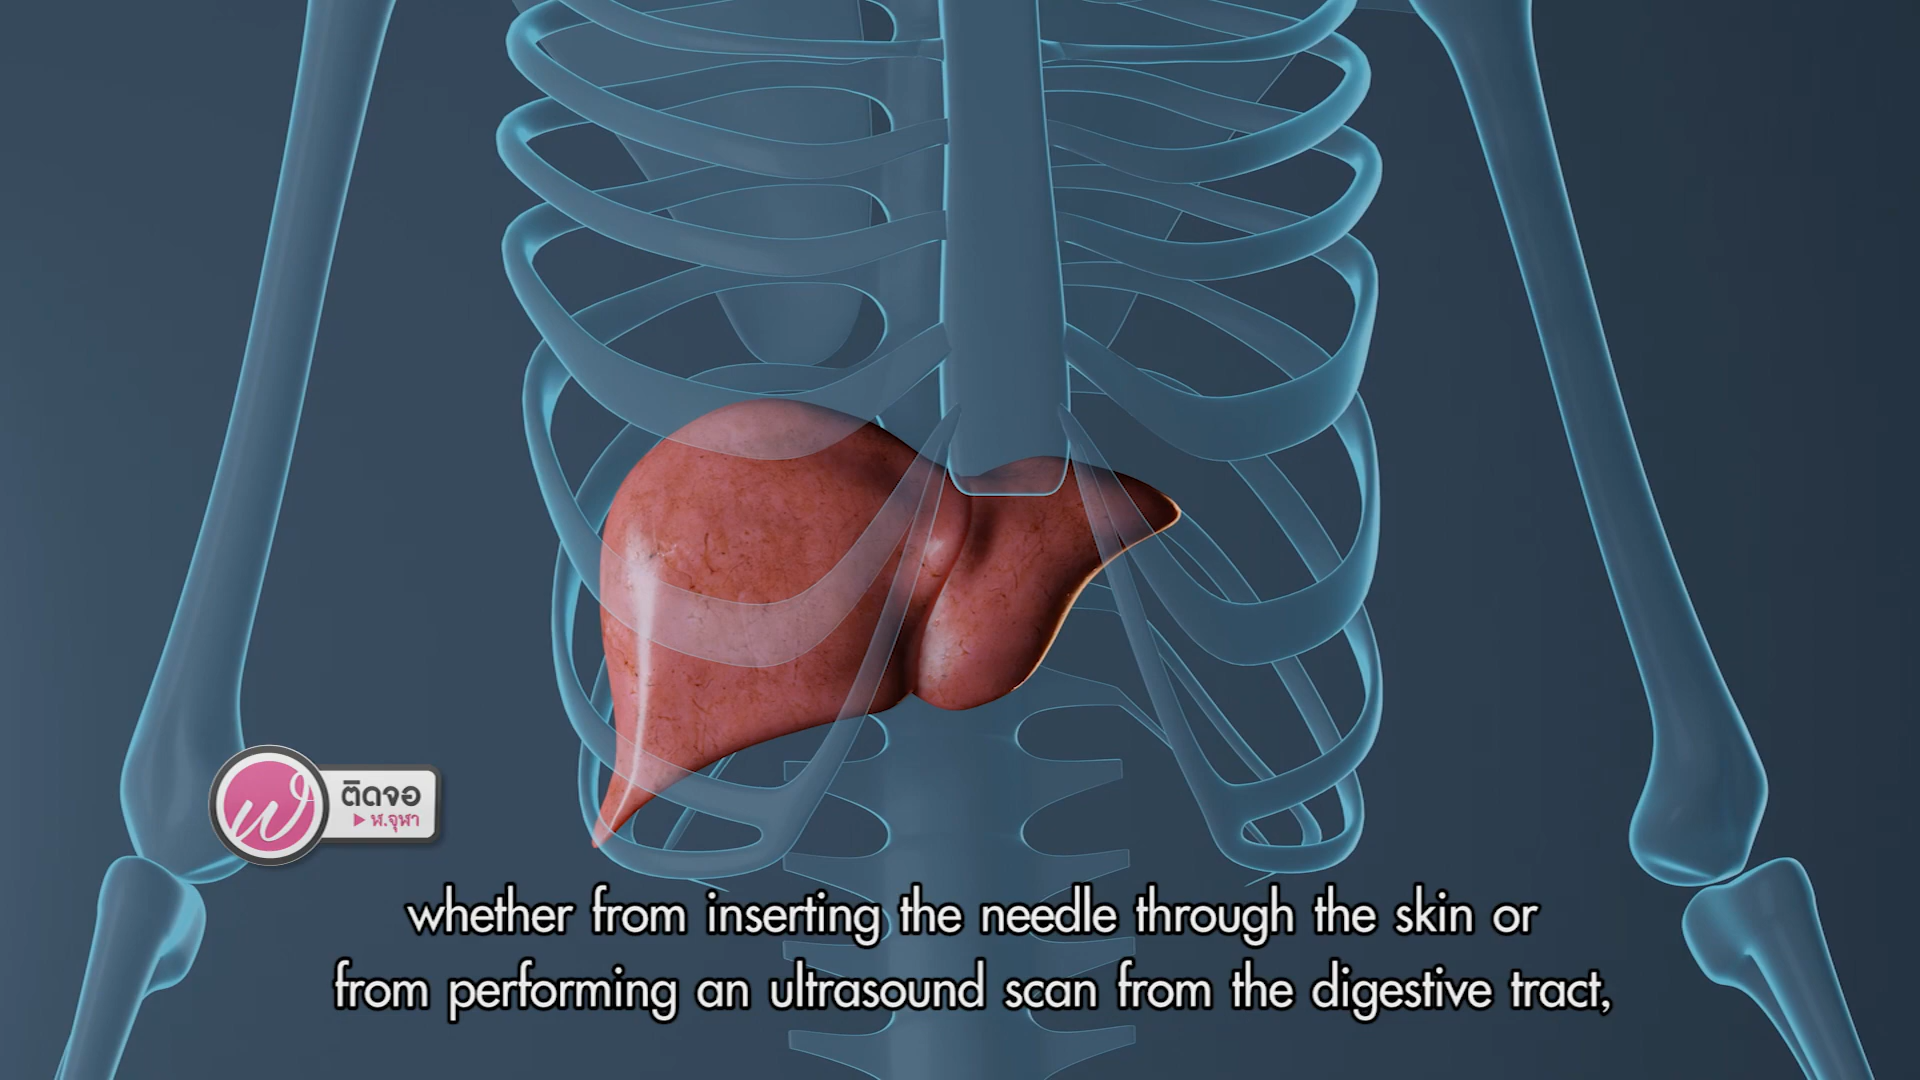 ติดจอ
ฬ.จุฬา
whether from inserting the needle through the skin or
from performing an ultrasound scan from the digestive tract,